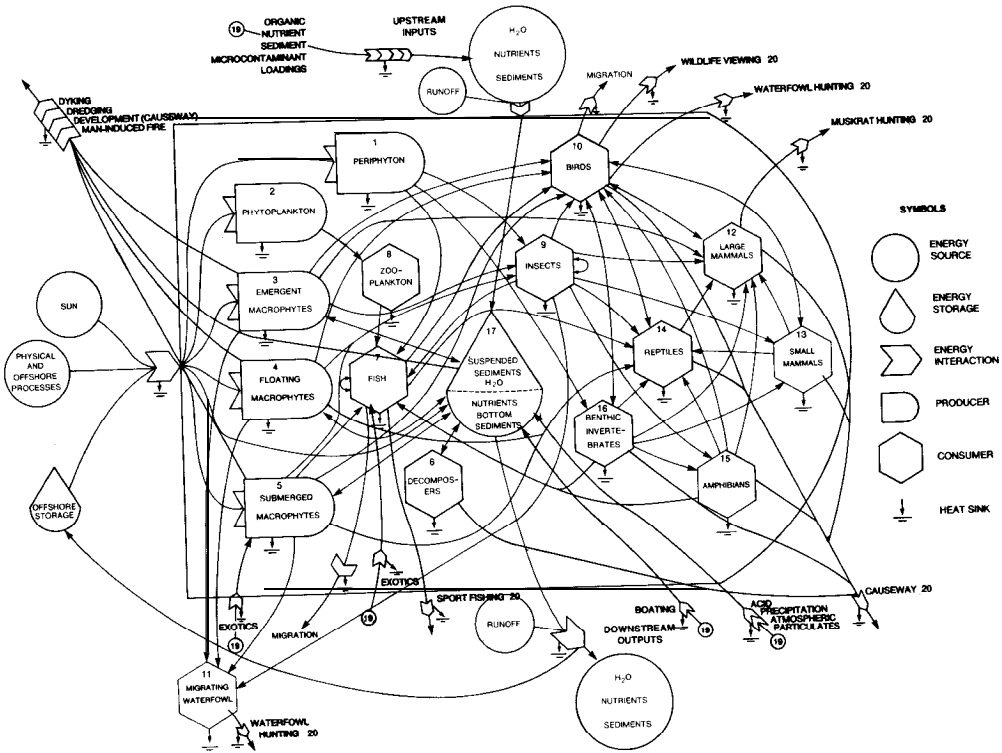 19
ORGANIC
NUTRIENT
SEDIMENT
MICROCONTAMINANT
LOADINGS
UPSTREAM
INPUTS
H2O
NUTRIENTS
SEDIMENTS
RUNOFF
MIGRATION
WILDLIFE VIEWING 20
WATERFOWL HUNTING 20
MUSKRAT HUNTING 20
DYKING
DREDGING
DEVELOPMENT (CAUSEWAY)
MAN-INDUCED FIRE
1
PERIPHYTON
2
PHYTOPLANKTON
3
EMERGENT
MACROPHYTES
4
FLOATING
MACROPHYTES
5
SUBMERGED
MACROPHYTES
8
ZOO-
PLANKTON
7
FISH
6
DECOMPOS-
ERS
10
BIRDS
9
INSECTS
17
SUSPENDED
SEDIMENTS
H2O
NUTRIENTS
BOTTOM
SEDIMENTS
12
LARGE
MAMMALS
13
SMALL
MAMMALS
14
REPTILES
16
BENTHIC
INVERTE-
BRATES
15
AMPHIBIANS
SUN
PHYSICAL
AND
OFFSHORE
PROCESSES
OFFSHORE
STORAGE
SYMBOLS
ENERGY
SOURCE
ENERGY
STORAGE
ENERGY
INTERACTION
PRODUCER
CONSUMER
HEAT SINK
EXOTICS
19
MIGRATION
EXOTICS
19
SPORT FISHING 20
RUNOFF
BOATING
19
DOWNSTREAM
OUTPUTS
ACID
PRECIPITATION
ATMOSPHERIC
PARTICULATES
19
CAUSEWAY 20
11
MIGRATING
WATERFOWL
WATERFOWL
HUNTING 20
H2O
NUTRIENTS
SEDIMENTS